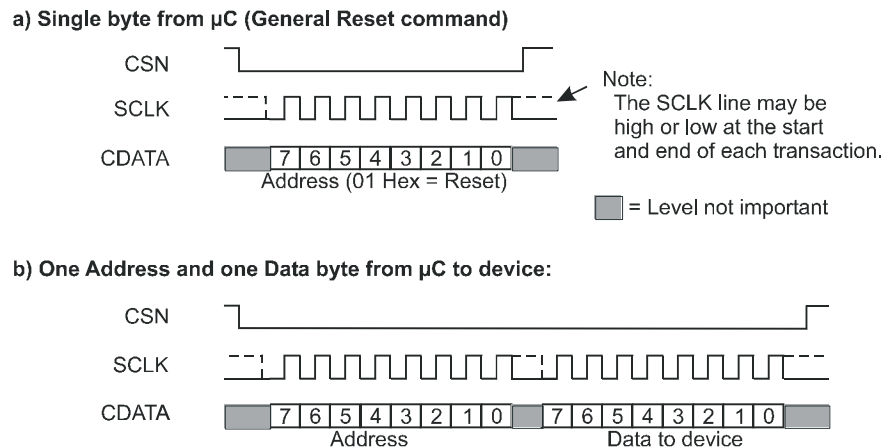 a) Single byte from µC (General Reset command)
CSN
SCLK
CDATA
7 6 5 4 3 2 1 0
Address (01 Hex = Reset)
Note:
The SCLK line may be
high or low at the start
and end of each transaction.
= Level not important
b) One Address and one Data byte from µC to device:
CSN
SCLK
CDATA
7 6 5 4 3 2 1 0 7 6 5 4 3 2 1 0
Address Data to device